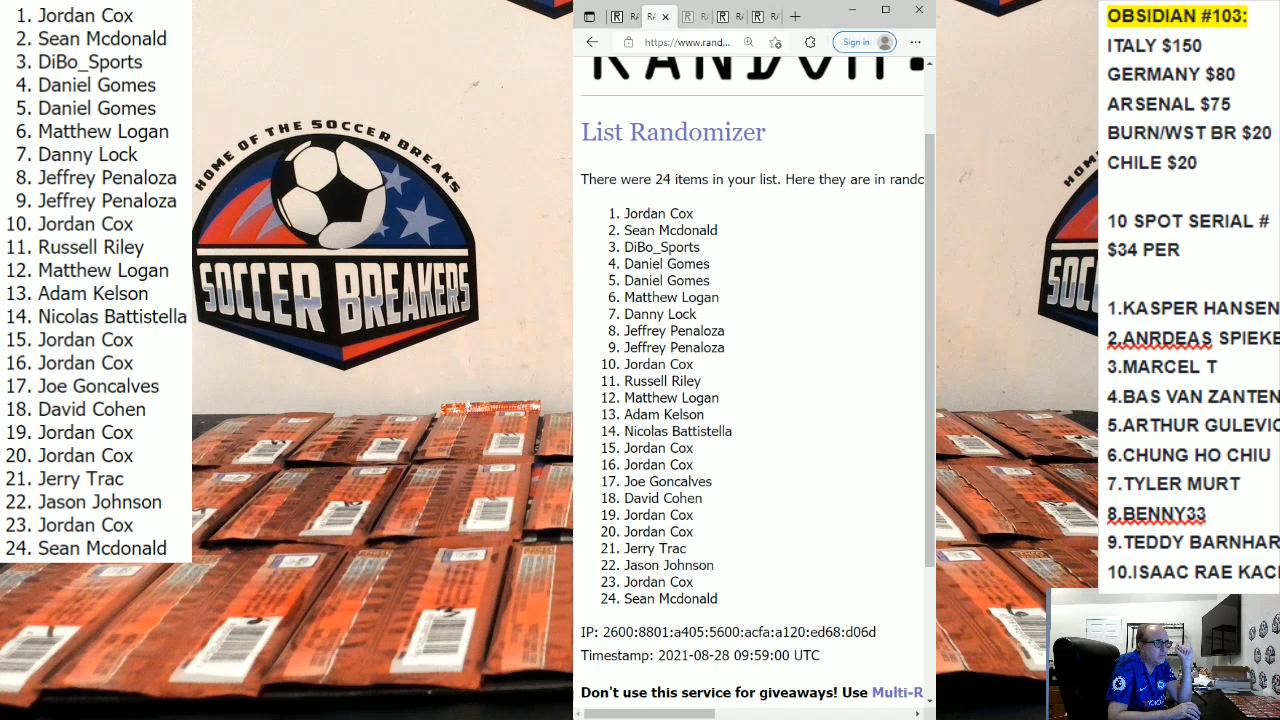 1. Jordan Cox
2. Sean Mcdonald
3. DiBo_Sports
4. Daniel Gomes
5. Daniel Gomes
6. Matthew Logan
7. Danny Lock
8. Jeffrey Penaloza
9. Jeffrey Penaloza
10. Jordan Cox
11. Russell Riley
12. Matthew Logan
13. Adam Kelson
14. Nicolas Battistella
15. Jordan Cox
16. Jordan Cox
17. Joe Goncalves
18. David Cohen
19. Jordan Cox
20. Jordan Cox
21. Jerry Trac
22. Jason Johnson
23. Jordan Cox
24. Sean Mcdonald
HOME OF THE SOCCER BREAKS
SOCCER BREAKERS
https://www.rand...
Sign in
RANDOM.
List Randomizer
There were 24 items in your list. Here they are in rando
1. Jordan Cox
2. Sean Mcdonald
3. DiBo_Sports
4. Daniel Gomes
5. Daniel Gomes
6. Matthew Logan
7. Danny Lock
8. Jeffrey Penaloza
9. Jeffrey Penaloza
10. Jordan Cox
11. Russell Riley
12. Matthew Logan
13. Adam Kelson
14. Nicolas Battistella
15. Jordan Cox
16. Jordan Cox
17. Joe Goncalves
18. David Cohen
19. Jordan Cox
20. Jordan Cox
21. Jerry Trac
22. Jason Johnson
23. Jordan Cox
24. Sean Mcdonald
IP: 2600:8801:a405:5600:acfa:a120:ed68:d06d
Timestamp: 2021-08-28 09:59:00 UTC
Don't use this service for giveaways! Use Multi-R
HOM
SOC
OBSIDIAN #103:
ITALY $150
GERMANY $80
ARSENAL $75
BURN/WST BR $20
CHILE $20
10 SPOT SERIAL #
$34 PER
1.KASPER HANSEN
2.ANRDEAS SPIEKE
3.MARCEL T
4.BAS VAN ZANTEN
5.ARTHUR GULEVIC
6.CHUNG HO CHIU
7.TYLER MURT
8.BENNY33
9.TEDDY BARNHAR
10.ISAAC RAE KACI